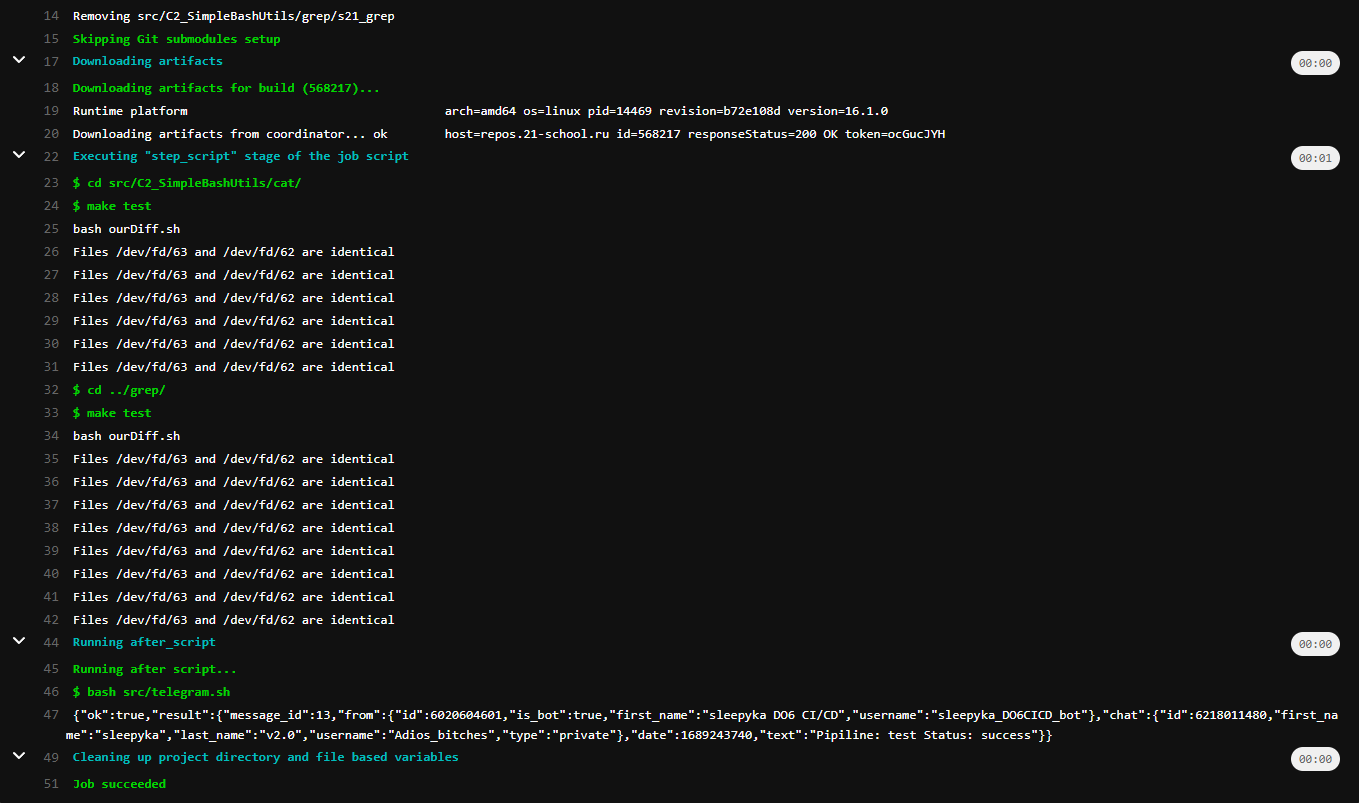 14 Removing src/C2_SimpleBashUtils/grep/s21_grep
15 Skipping Git submodules setup
17 Downloading artifacts 00:00
18 Downloading artifacts for build (568217)...
19 Runtime platform arch=amd64 os=linux pid=14469 revision=b72e108d version=16.1.0
20 Downloading artifacts from coordinator... ok host=repos.21-school.ru id=568217 responseStatus=200 OK token=ocGucJYH
22 Executing "step_script" stage of the job script 00:01
23 $ cd src/C2_SimpleBashUtils/cat/
24 $ make test
25 bash ourDiff.sh
26 Files /dev/fd/63 and /dev/fd/62 are identical
27 Files /dev/fd/63 and /dev/fd/62 are identical
28 Files /dev/fd/63 and /dev/fd/62 are identical
29 Files /dev/fd/63 and /dev/fd/62 are identical
30 Files /dev/fd/63 and /dev/fd/62 are identical
31 Files /dev/fd/63 and /dev/fd/62 are identical
32 $ cd ../grep/
33 $ make test
34 bash ourDiff.sh
35 Files /dev/fd/63 and /dev/fd/62 are identical
36 Files /dev/fd/63 and /dev/fd/62 are identical
37 Files /dev/fd/63 and /dev/fd/62 are identical
38 Files /dev/fd/63 and /dev/fd/62 are identical
39 Files /dev/fd/63 and /dev/fd/62 are identical
40 Files /dev/fd/63 and /dev/fd/62 are identical
41 Files /dev/fd/63 and /dev/fd/62 are identical
42 Files /dev/fd/63 and /dev/fd/62 are identical
44 Running after_script 00:00
45 Running after script...
46 $ bash src/telegram.sh
47 {"ok":true,"result":{"message_id":13,"from":{"id":6020604601,"is_bot":true,"first_name":"sleepyka DO6 CI/CD","username":"sleepyka_DO6CICD_bot"},"chat":{"id":6218011480,"first_na
me":"sleepyka","last_name":"v2.0","username":"Adios_bitches","type":"private"},"date":1689243740,"text":"Pipiline: test Status: success"}}
49 Cleaning up project directory and file based variables 00:00
51 Job succeeded